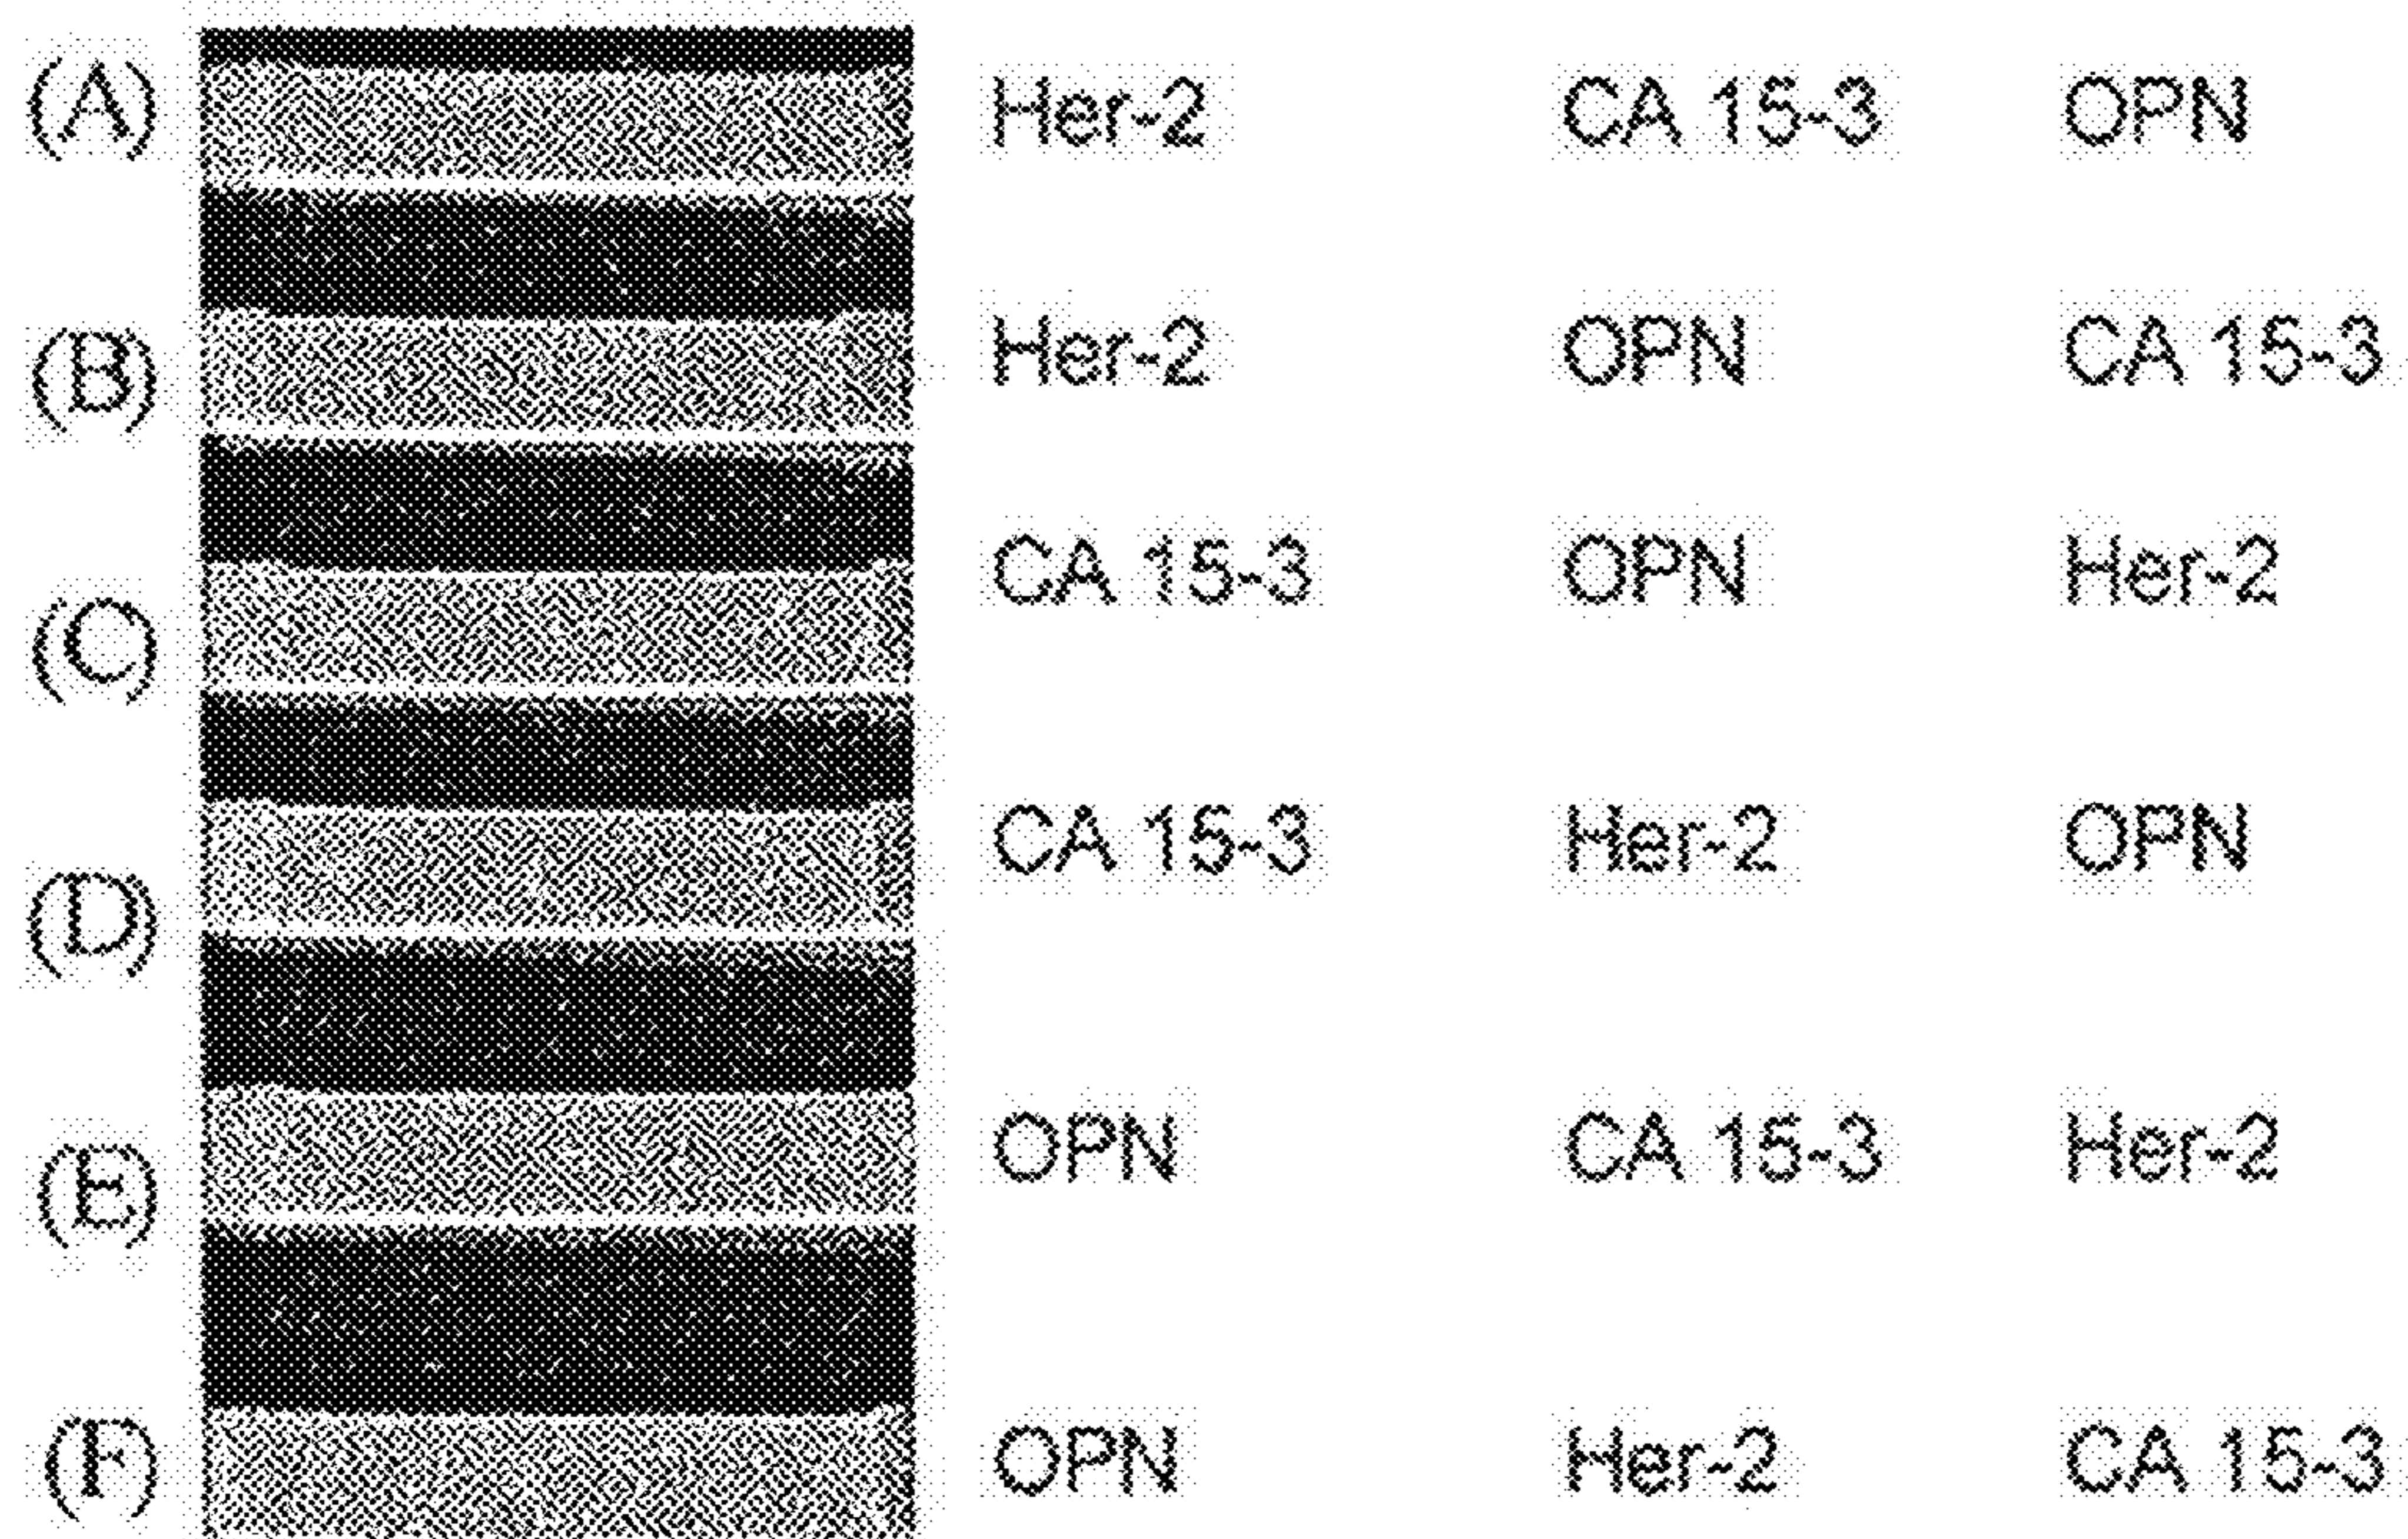 (A) Her-2 CA 15-3 OPN
(B) Her-2 OPN CA 15-3
(C) CA 15-3 OPN Her-2
(D) CA 15-3 Her-2 OPN
(E) OPN CA 15-3 Her-2
(F) OPN Her-2 CA 15-3